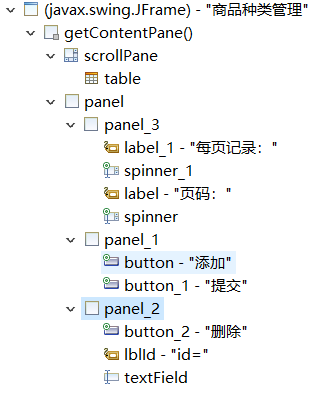 (javax.swing.JFrame) - "商品种类管理"
getContentPane()
scrollPane
table
panel
panel_3
label_1 - "每页记录："
spinner_1
label - "页码："
spinner
panel_1
button - "添加"
button_1 - "提交"
panel_2
button_2 - "删除"
lblId - "id="
textField